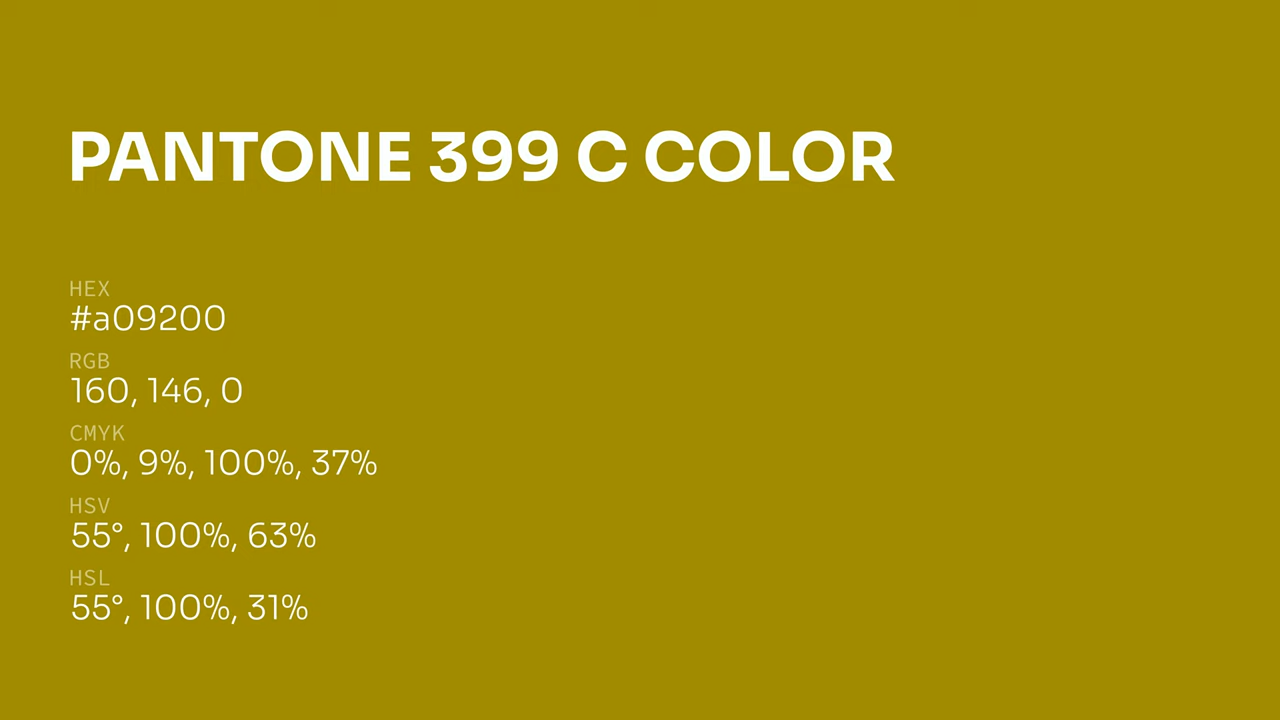 PANTONE 399 C COLOR
HEX
#a09200
RGB
160, 146, 0
CMYK
0%, 9%, 100%, 37%
HSV
55°, 100%, 63%
HSL
55°, 100%, 31%